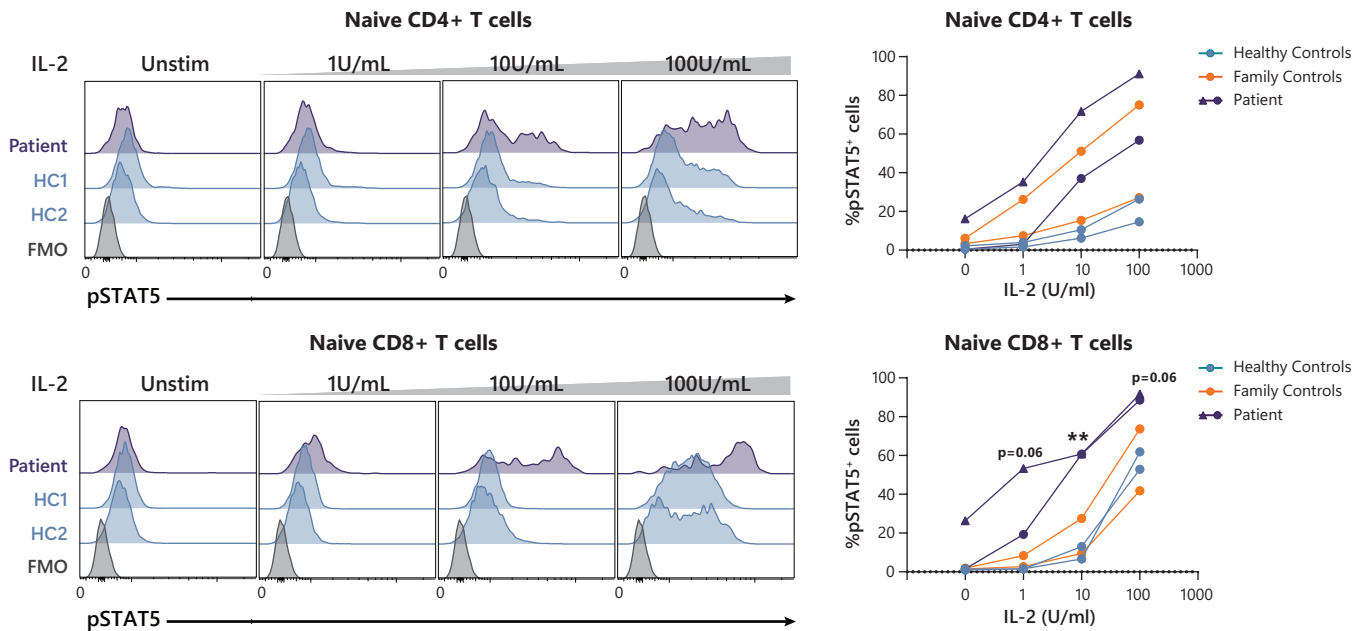 Naive CD4+ T cells
IL-2 Unstim 1U/mL 10U/mL 100U/mL
Patient
HC1
HC2
FMO
0 0 0 0
pSTAT5
Naive CD4+ T cells
%pSTAT5+ cells
100
80
60
40
20
0
0 1 10 100 1000
IL-2 (U/ml)
Healthy Controls
Family Controls
Patient
Naive CD8+ T cells
IL-2 Unstim 1U/mL 10U/mL 100U/mL
Patient
HC1
HC2
FMO
0 0 0 0
pSTAT5
Naive CD8+ T cells
%pSTAT5+ cells
100
80
60
40
20
0
p=0.06
**
p=0.06
0 1 10 100 1000
IL-2 (U/ml)
Healthy Controls
Family Controls
Patient